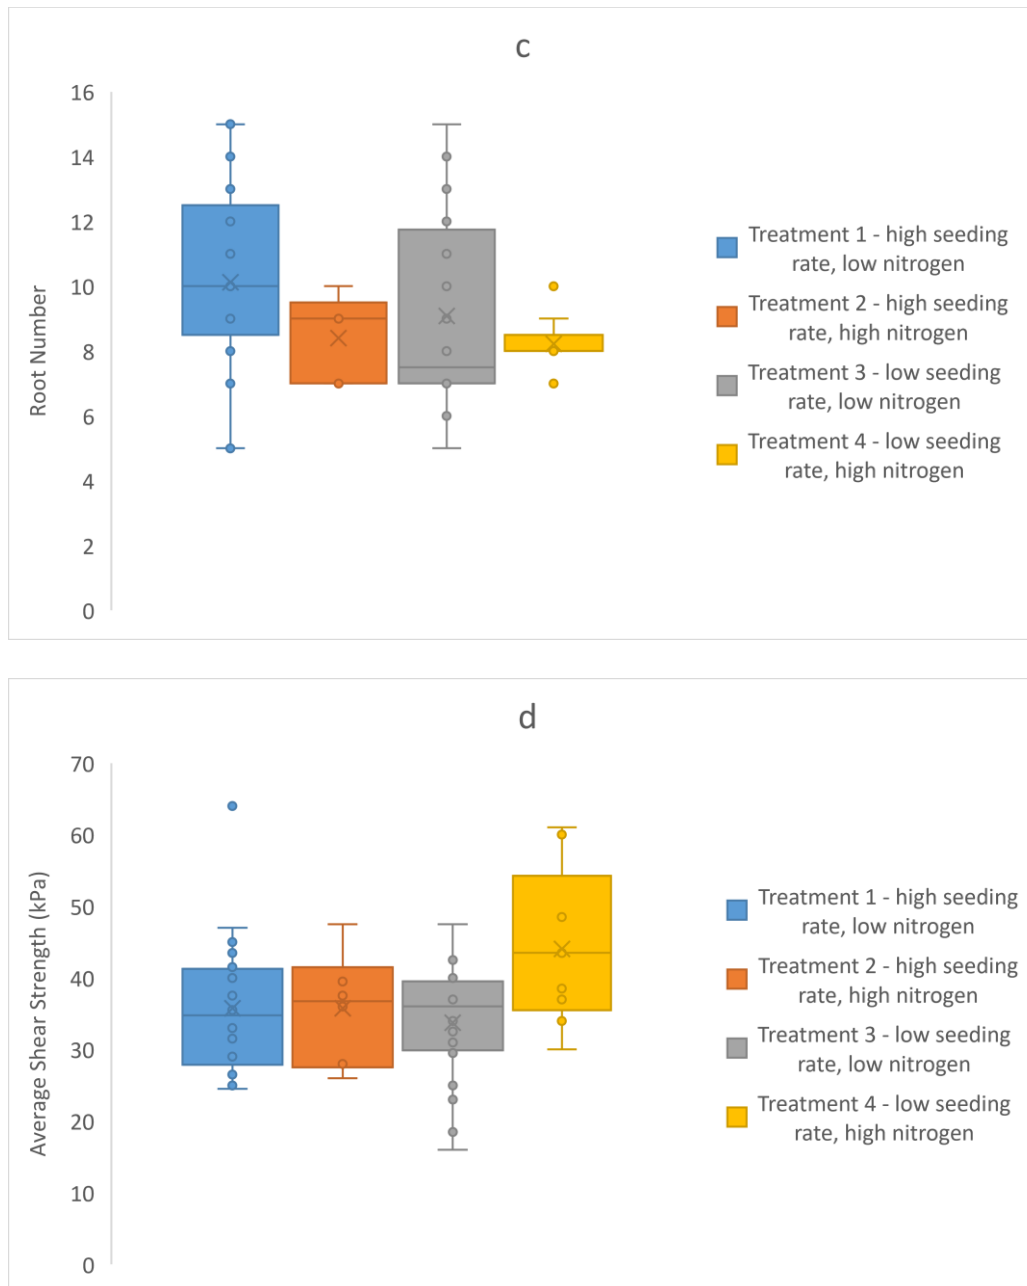 c
16
14
12
10
8
6
4
2
0
Root Number
Treatment 1 - high seeding
rate, low nitrogen
Treatment 2 - high seeding
rate, high nitrogen
Treatment 3 - low seeding
rate, low nitrogen
Treatment 4 - low seeding
rate, high nitrogen
d
70
60
50
40
30
20
10
0
Average Shear Strength (kPa)
Treatment 1 - high seeding
rate, low nitrogen
Treatment 2 - high seeding
rate, high nitrogen
Treatment 3 - low seeding
rate, low nitrogen
Treatment 4 - low seeding
rate, high nitrogen